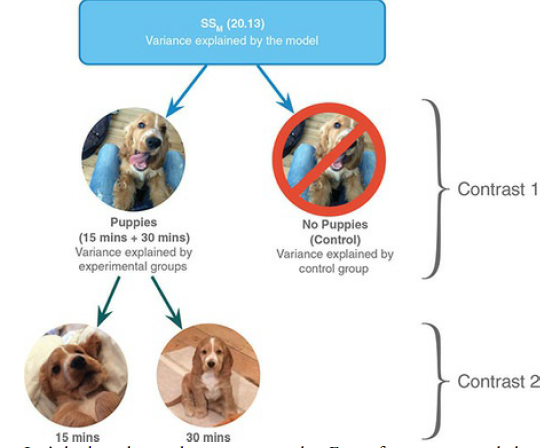 SSM (20.13)
Variance explained by the model
Puppies
(15 mins + 30 mins)
Variance explained by
experimental groups
No Puppies
(Control)
Variance explained by
control group
Contrast 1
15 mins
30 mins
Contrast 2